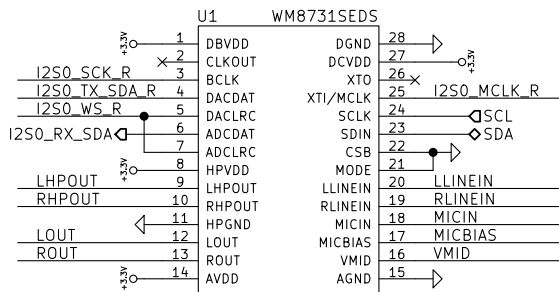 U1 WM8731SEDS
+3.3V 1 DBVDD DGND 28
2 CLKOUT DCVDD 27 +3.3V
I2S0_SCK_R 3 BCLK XTO 26
I2S0_TX_SDA_R 4 DACDAT XTI/MCLK 25 I2S0_MCLK_R
I2S0_WS_R 5 DACLRC SCLK 24 SCL
I2S0_RX_SDA 6 ADCDAT SDIN 23 SDA
7 ADCLRC CSB 22
+3.3V 8 HPVDD MODE 21
LHPOUT 9 LHPOUT LLINEIN 20 LLINEIN
RHPOUT 10 RHPOUT RLINEIN 19 RLINEIN
11 HPGND MICIN 18 MICIN
LOUT 12 LOUT MICBIAS 17 MICBIAS
ROUT 13 ROUT VMID 16 VMID
+3.3V 14 AVDD AGND 15